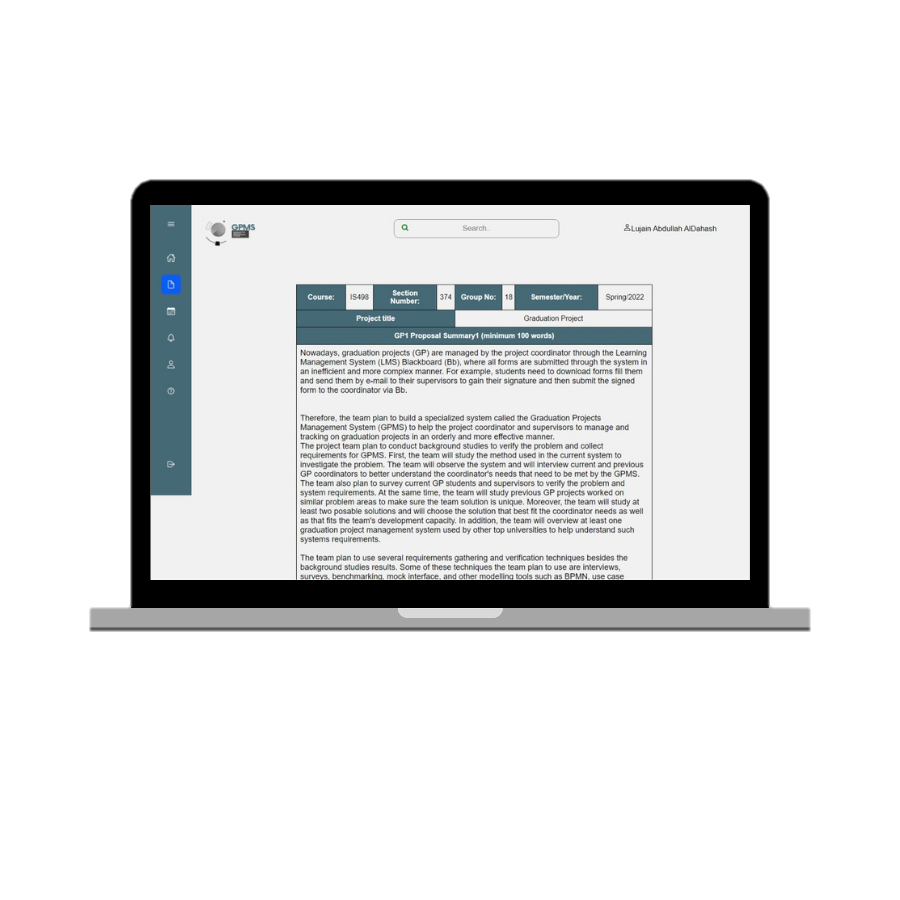 GPMS
Search..
Lujain Abdullah AlDahash
Course: IS498 Section Number: 374 Group No: 18 Semester/Year: Spring/2022
Project title Graduation Project
GP1 Proposal Summary1 (minimum 100 words)
Nowadays, graduation projects (GP) are managed by the project coordinator through the Learning
Management System (LMS) Blackboard (Bb), where all forms are submitted through the system in
an inefficient and more complex manner. For example, students need to download forms fill them
and send them by e-mail to their supervisors to gain their signature and then submit the signed
form to the coordinator via Bb.
Therefore, the team plan to build a specialized system called the Graduation Projects
Management System (GPMS) to help the project coordinator and supervisors to manage and
tracking on graduation projects in an orderly and more effective manner.
The project team plan to conduct background studies to verify the problem and collect
requirements for GPMS. First, the team will study the method used in the current system to
investigate the problem. The team will observe the system and will interview current and previous
GP coordinators to better understand the coordinator's needs that need to be met by the GPMS.
The team also plan to survey current GP students and supervisors to verify the problem and
system requirements. At the same time, the team will study previous GP projects worked on
similar problem areas to make sure the team solution is unique. Moreover, the team will study at
least two posable solutions and will choose the solution that best fit the coordinator needs as well
as that fits the team's development capacity. In addition, the team will overview at least one
graduation project management system used by other top universities to help understand such
systems requirements.
The team plan to use several requirements gathering and verification techniques besides the
background studies results. Some of these techniques the team plan to use are interviews,
surveys, benchmarking, mock interface, and other modelling tools such as BPMN, use case